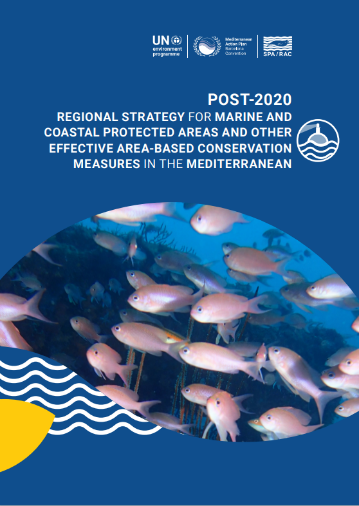 UN
environment
programme
Mediterranean
Action Plan
Barcelona
Convention
SPA/RAC
POST-2020
REGIONAL STRATEGY FOR MARINE AND
COASTAL PROTECTED AREAS AND OTHER
EFFECTIVE AREA-BASED CONSERVATION
MEASURES IN THE MEDITERRANEAN